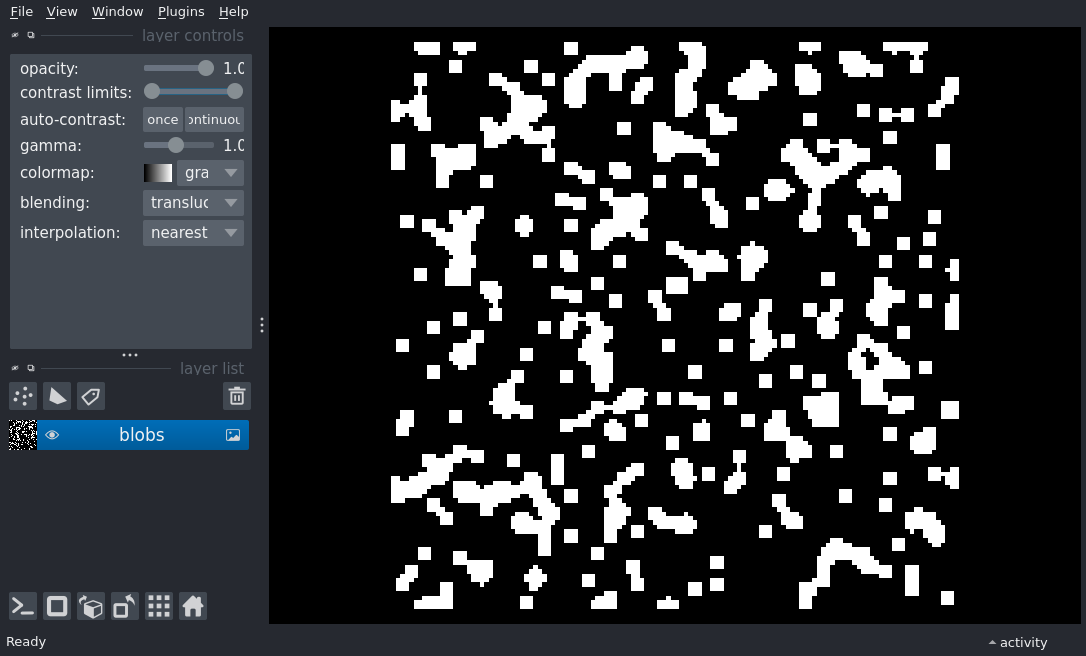 File View Window Plugins Help
layer controls
opacity: 1.0
contrast limits:
auto-contrast: once ontinuou
gamma: 1.0
colormap: gra
blending: transluc
interpolation: nearest
layer list
blobs
Ready
activity